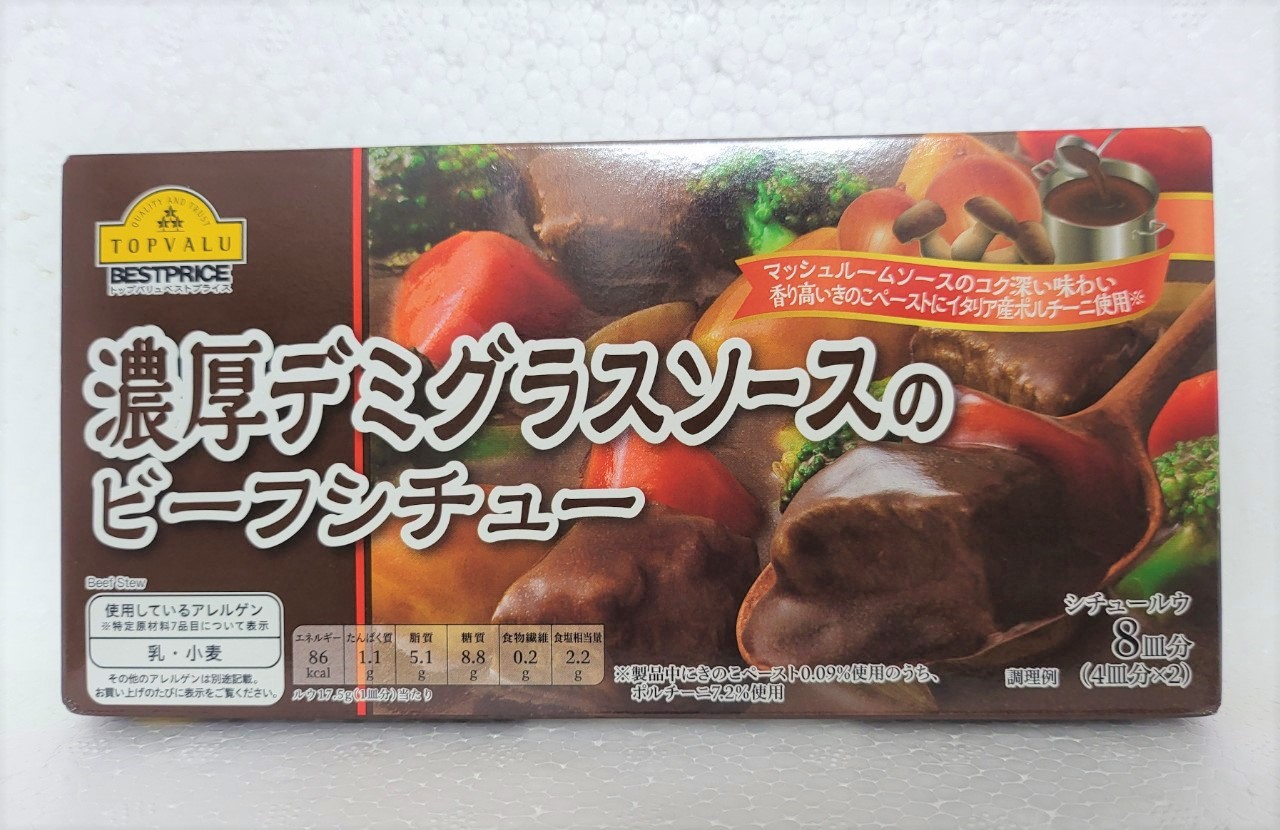 QUALITY AND TRUST
TOPVALU
BESTPRICE
トップバリュベストプライス
マッシュルームソースのコク深い味わい
香り高いきのこペーストにイタリア産ポルチーニ使用※
濃厚デミグラスソースの
ビーフシチュー
Beef Stew
使用しているアレルゲン
※特定原材料7品目について表示
乳・小麦
その他のアレルゲンは別途記載。
お買い上げのたびに表示をご覧ください。
エネルギー たんぱく質 脂質 糖質 食物繊維 食塩相当量
86 1.1 5.1 8.8 0.2 2.2
kcal g g g g g
ルウ17.5g(1皿分)当たり
※製品中にきのこペースト0.09%使用のうち、
ポルチーニ7.2%使用
調理例
シチュールウ
8皿分
(4皿分×2)